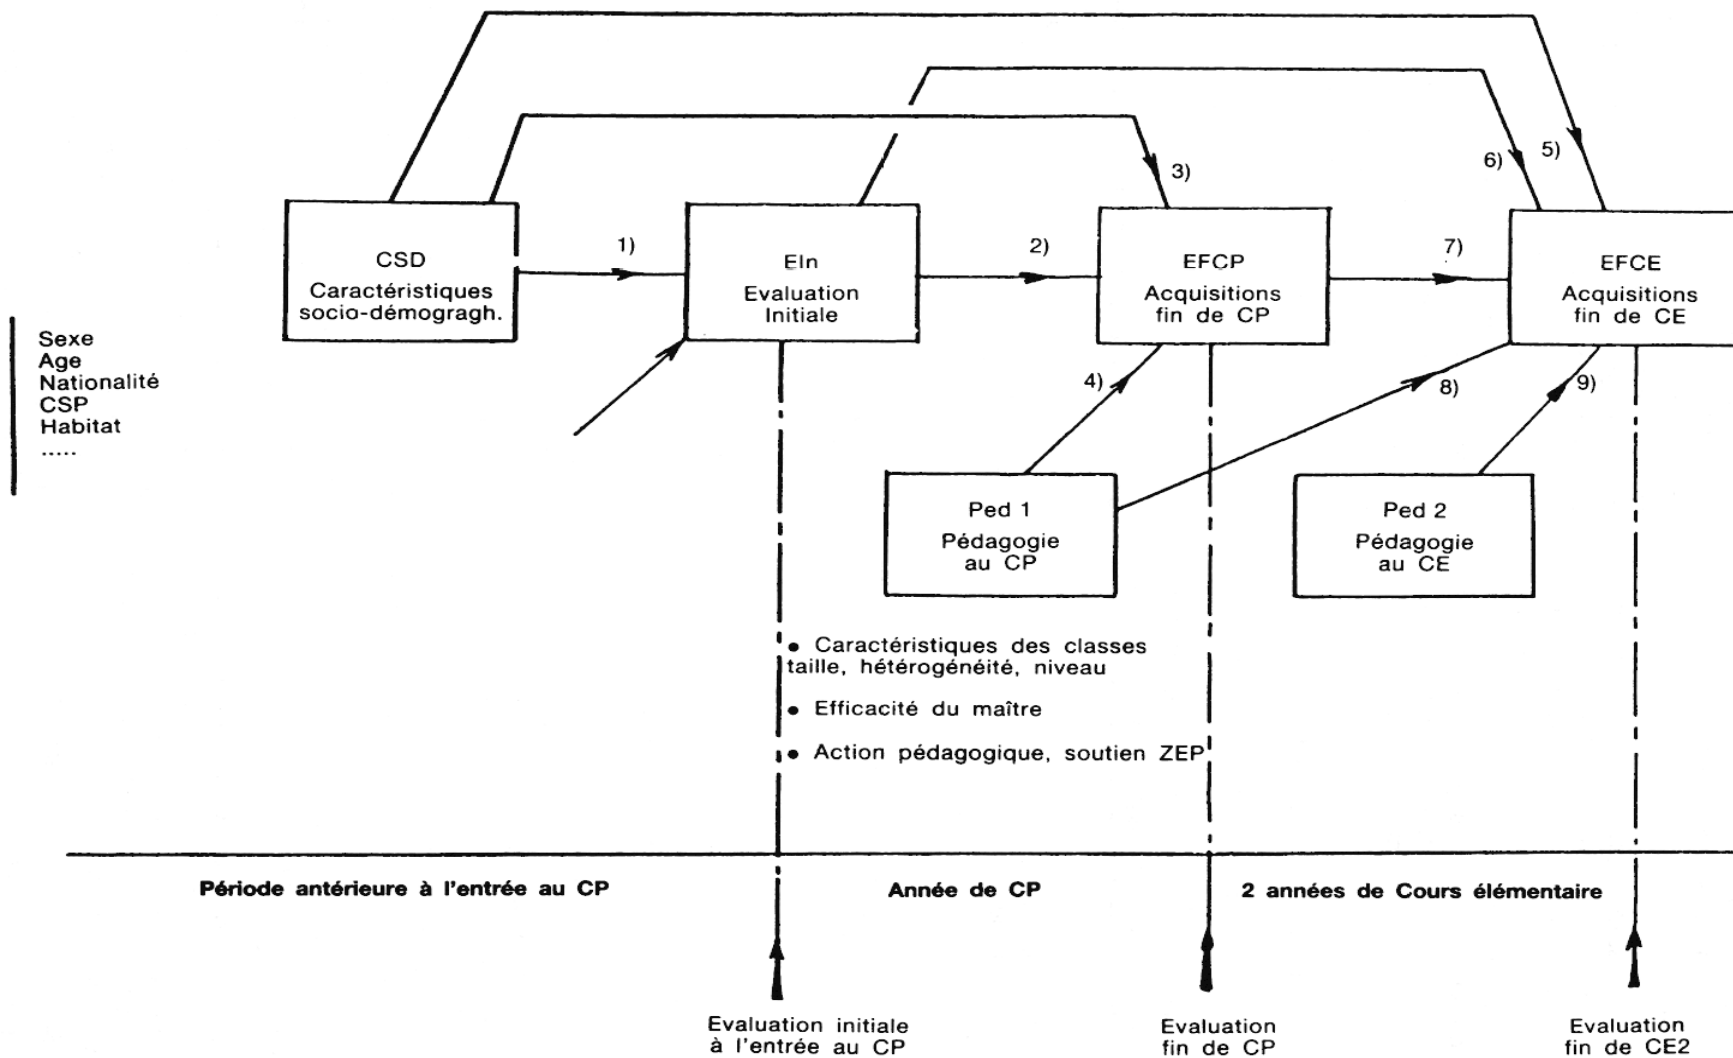 3)
6)
5)
1)
2)
7)
CSD
Caractéristiques
socio-démogragh.
EIn
Evaluation
Initiale
EFCP
Acquisitions
fin de CP
EFCE
Acquisitions
fin de CE
Sexe
Age
Nationalité
CSP
Habitat
.....
4)
8)
9)
Ped 1
Pédagogie
au CP
Ped 2
Pédagogie
au CE
• Caractéristiques des classes
taille, hétérogénéité, niveau
• Efficacité du maître
• Action pédagogique, soutien ZEP
Période antérieure à l'entrée au CP
Année de CP
2 années de Cours élémentaire
Evaluation initiale
à l'entrée au CP
Evaluation
fin de CP
Evaluation
fin de CE2